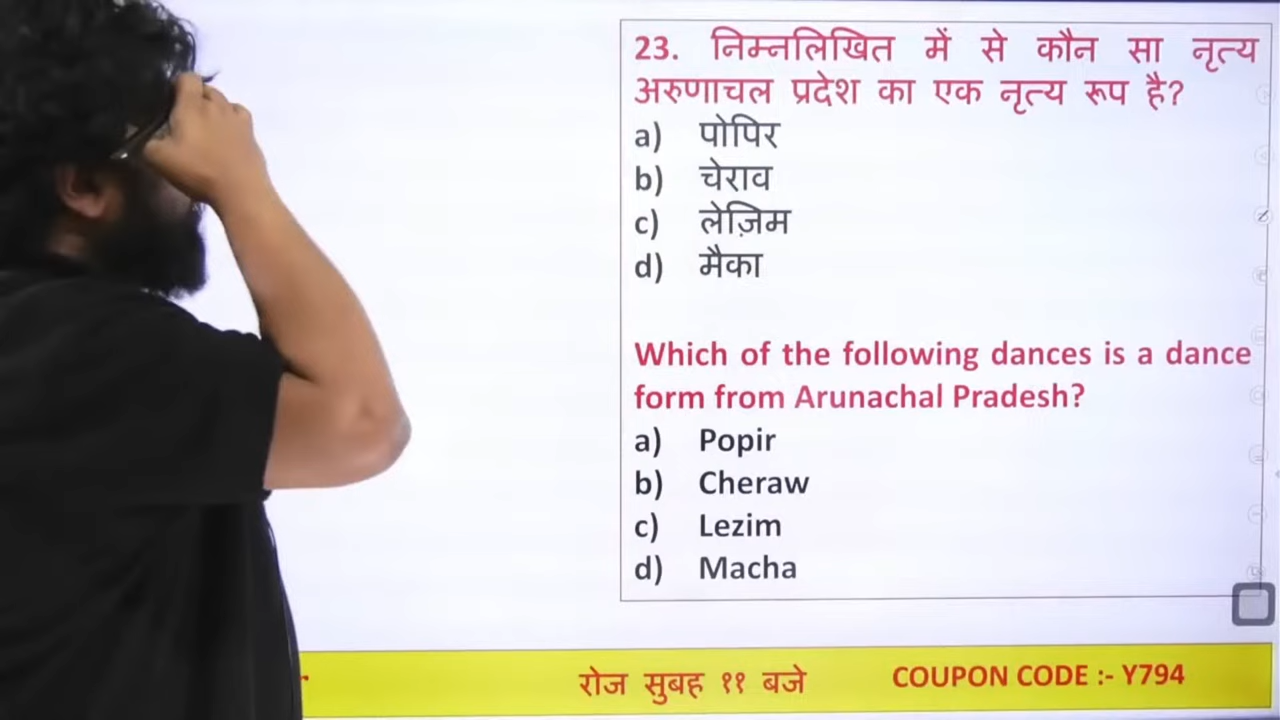 23. निम्नलिखित में से कौन सा नृत्य
अरुणाचल प्रदेश का एक नृत्य रूप है?
a) पोपिर
b) चेराव
c) लेज़िम
d) मैका
Which of the following dances is a dance
form from Arunachal Pradesh?
a) Popir
b) Cheraw
c) Lezim
d) Macha
रोज सुबह ११ बजे COUPON CODE :- Y794